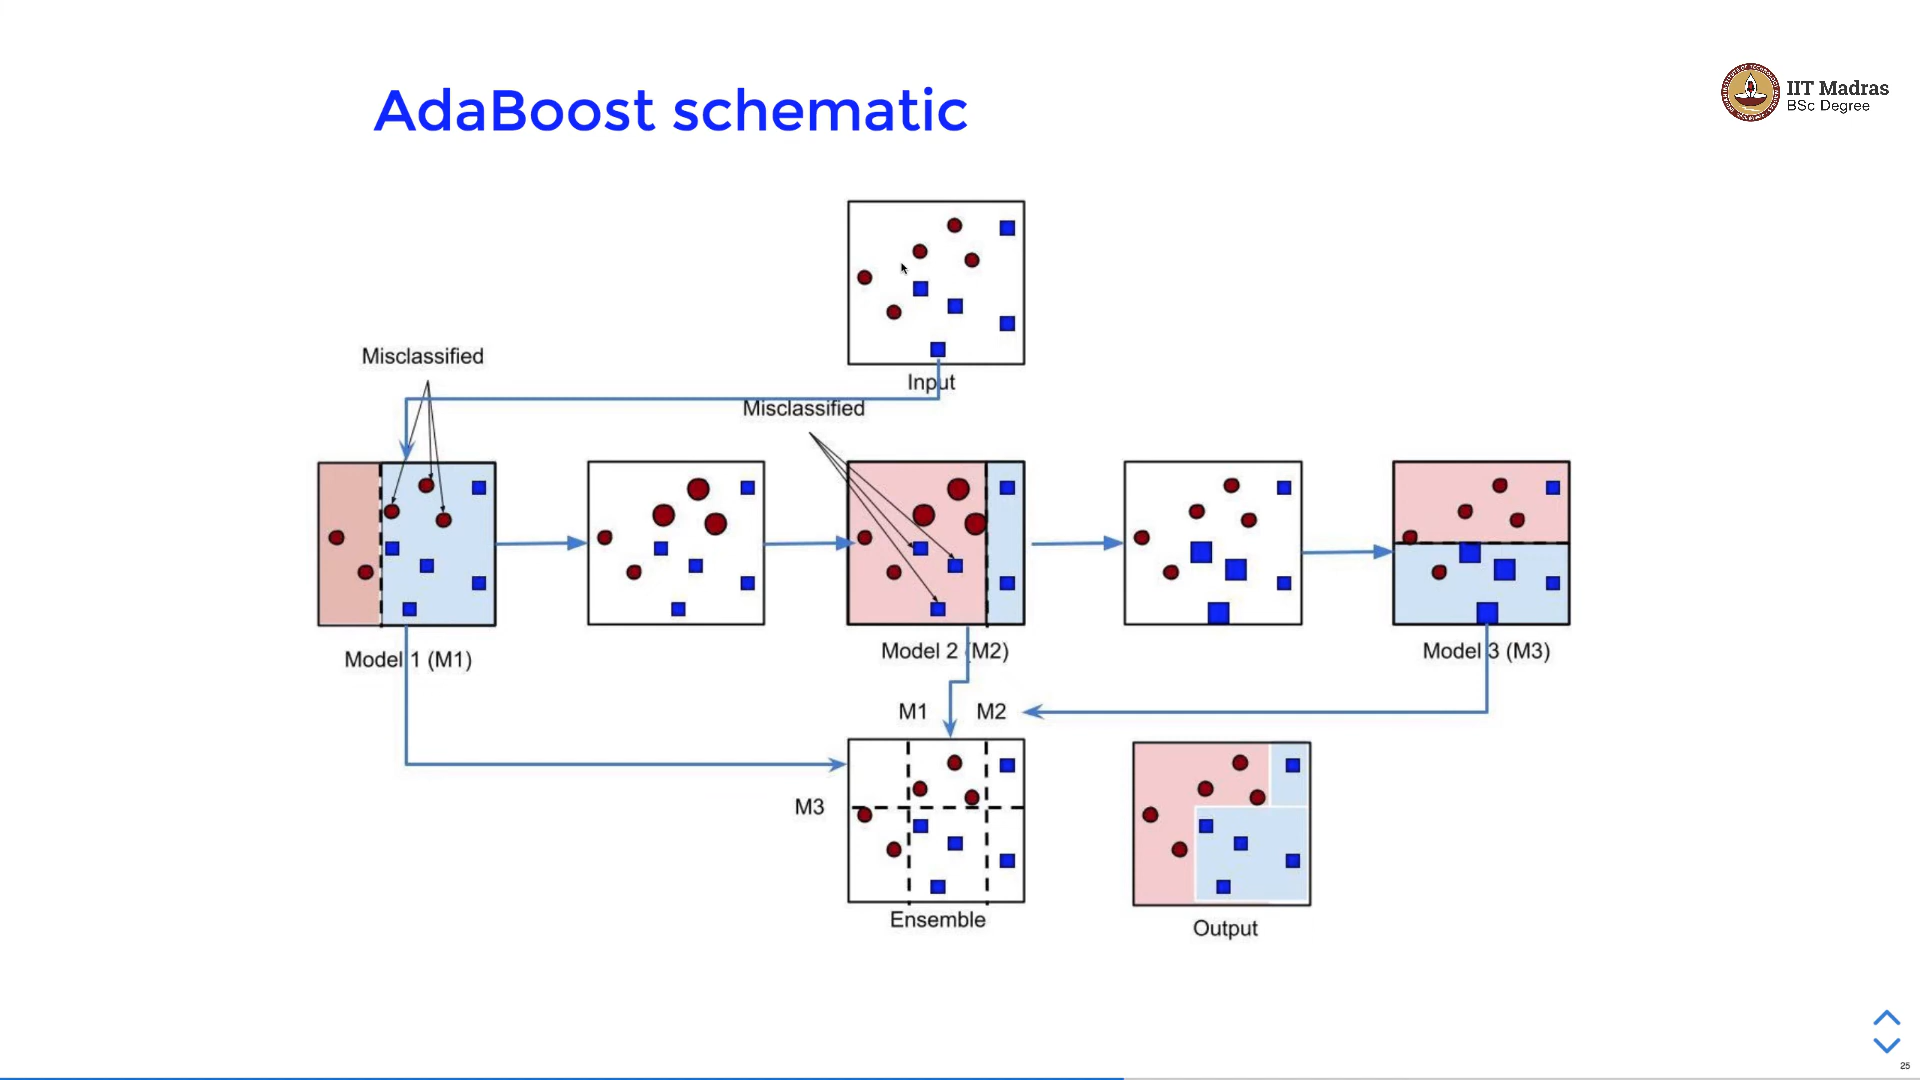 AdaBoost schematic
IIT Madras
BSc Degree
Input
Misclassified
Misclassified
Model 1 (M1)
Model 2 (M2)
Model 3 (M3)
M1
M2
M3
Ensemble
Output
25